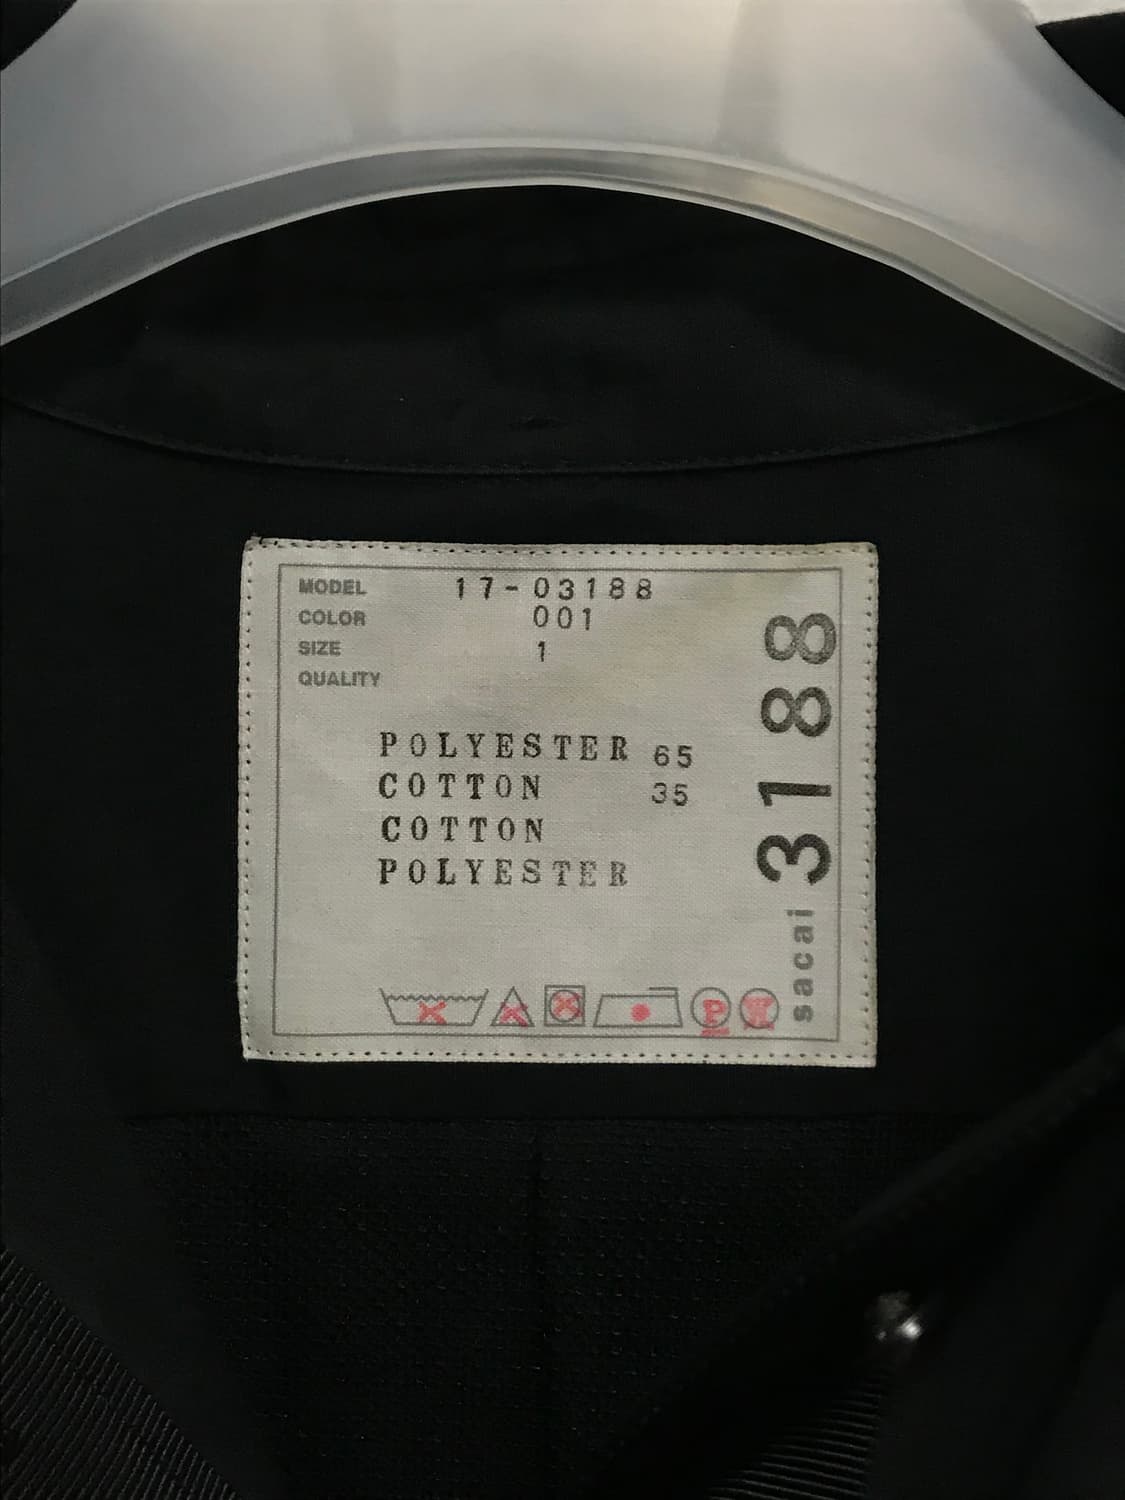 MODEL 17-03188
COLOR 001
SIZE 1
QUALITY
POLYESTER 65
COTTON 35
COTTON
POLYESTER
P
sacai 3188